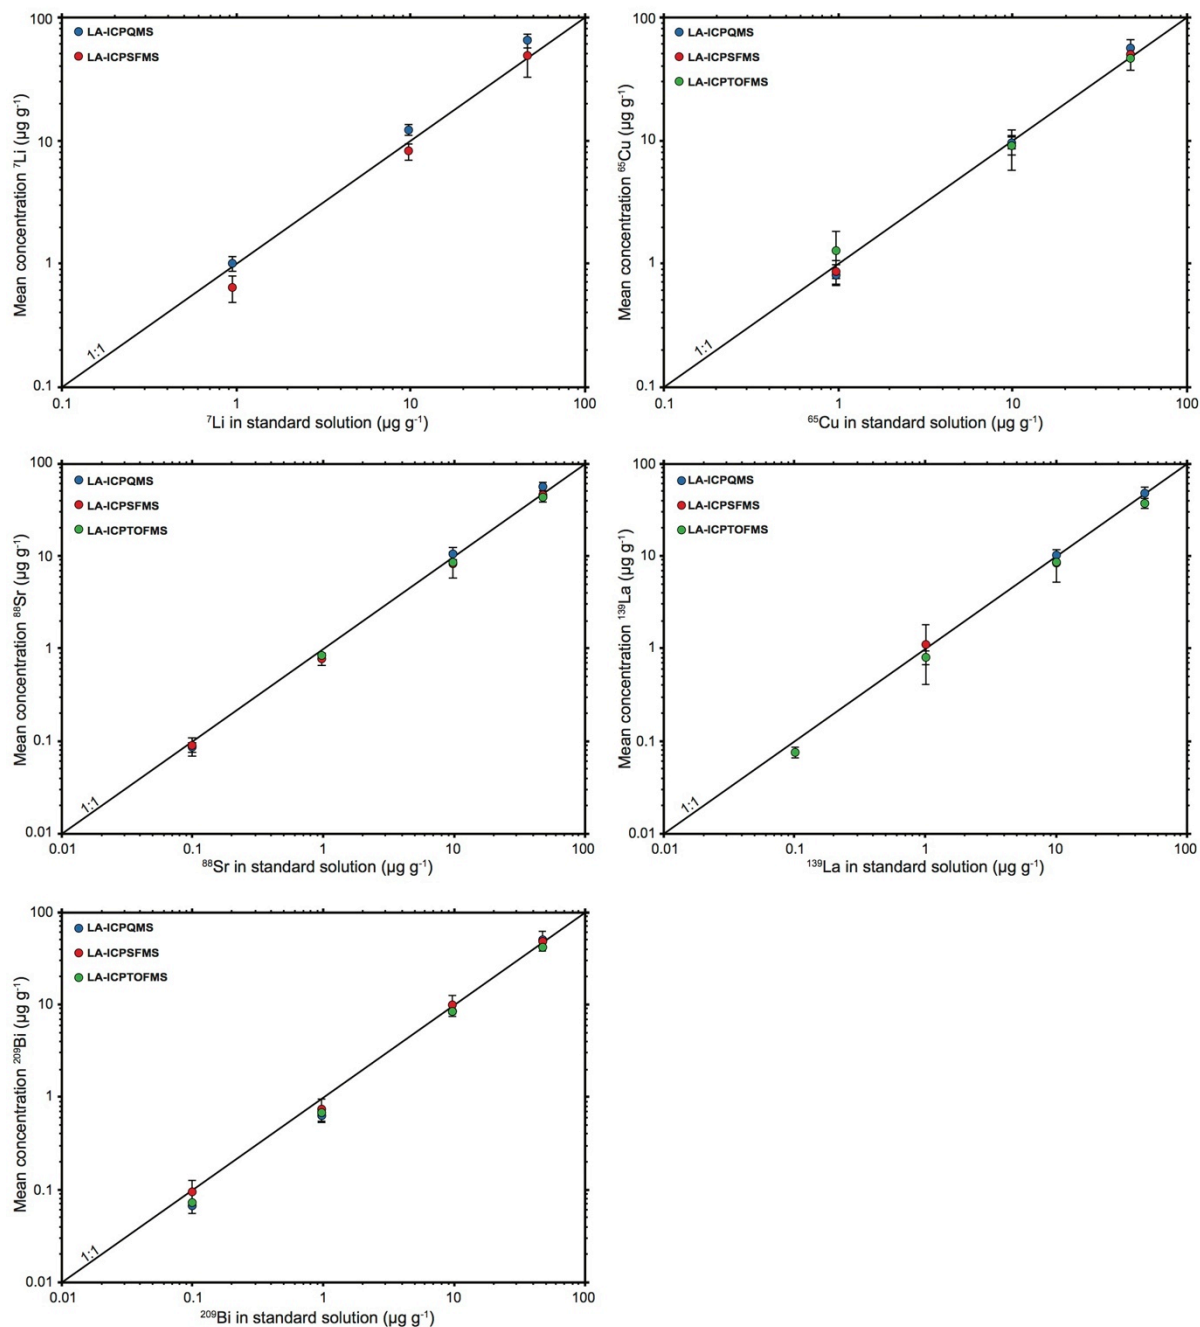 100
LA-ICPQMS
LA-ICPSFMS
10
1
0.1
Mean concentration ⁷Li (µg g⁻¹)
1:1
0.1 1 10 100
⁷Li in standard solution (µg g⁻¹)
100
LA-ICPQMS
LA-ICPSFMS
LA-ICPTOFMS
10
1
0.1
Mean concentration ⁶⁵Cu (µg g⁻¹)
1:1
0.1 1 10 100
⁶⁵Cu in standard solution (µg g⁻¹)
100
LA-ICPQMS
LA-ICPSFMS
LA-ICPTOFMS
10
1
0.1
0.01
Mean concentration ⁸⁸Sr (µg g⁻¹)
1:1
0.01 0.1 1 10 100
⁸⁸Sr in standard solution (µg g⁻¹)
100
LA-ICPQMS
LA-ICPSFMS
LA-ICPTOFMS
10
1
0.1
0.01
Mean concentration ¹³⁹La (µg g⁻¹)
1:1
0.01 0.1 1 10 100
¹³⁹La in standard solution (µg g⁻¹)
100
LA-ICPQMS
LA-ICPSFMS
LA-ICPTOFMS
10
1
0.1
0.01
Mean concentration ²⁰⁹Bi (µg g⁻¹)
1:1
0.01 0.1 1 10 100
²⁰⁹Bi in standard solution (µg g⁻¹)